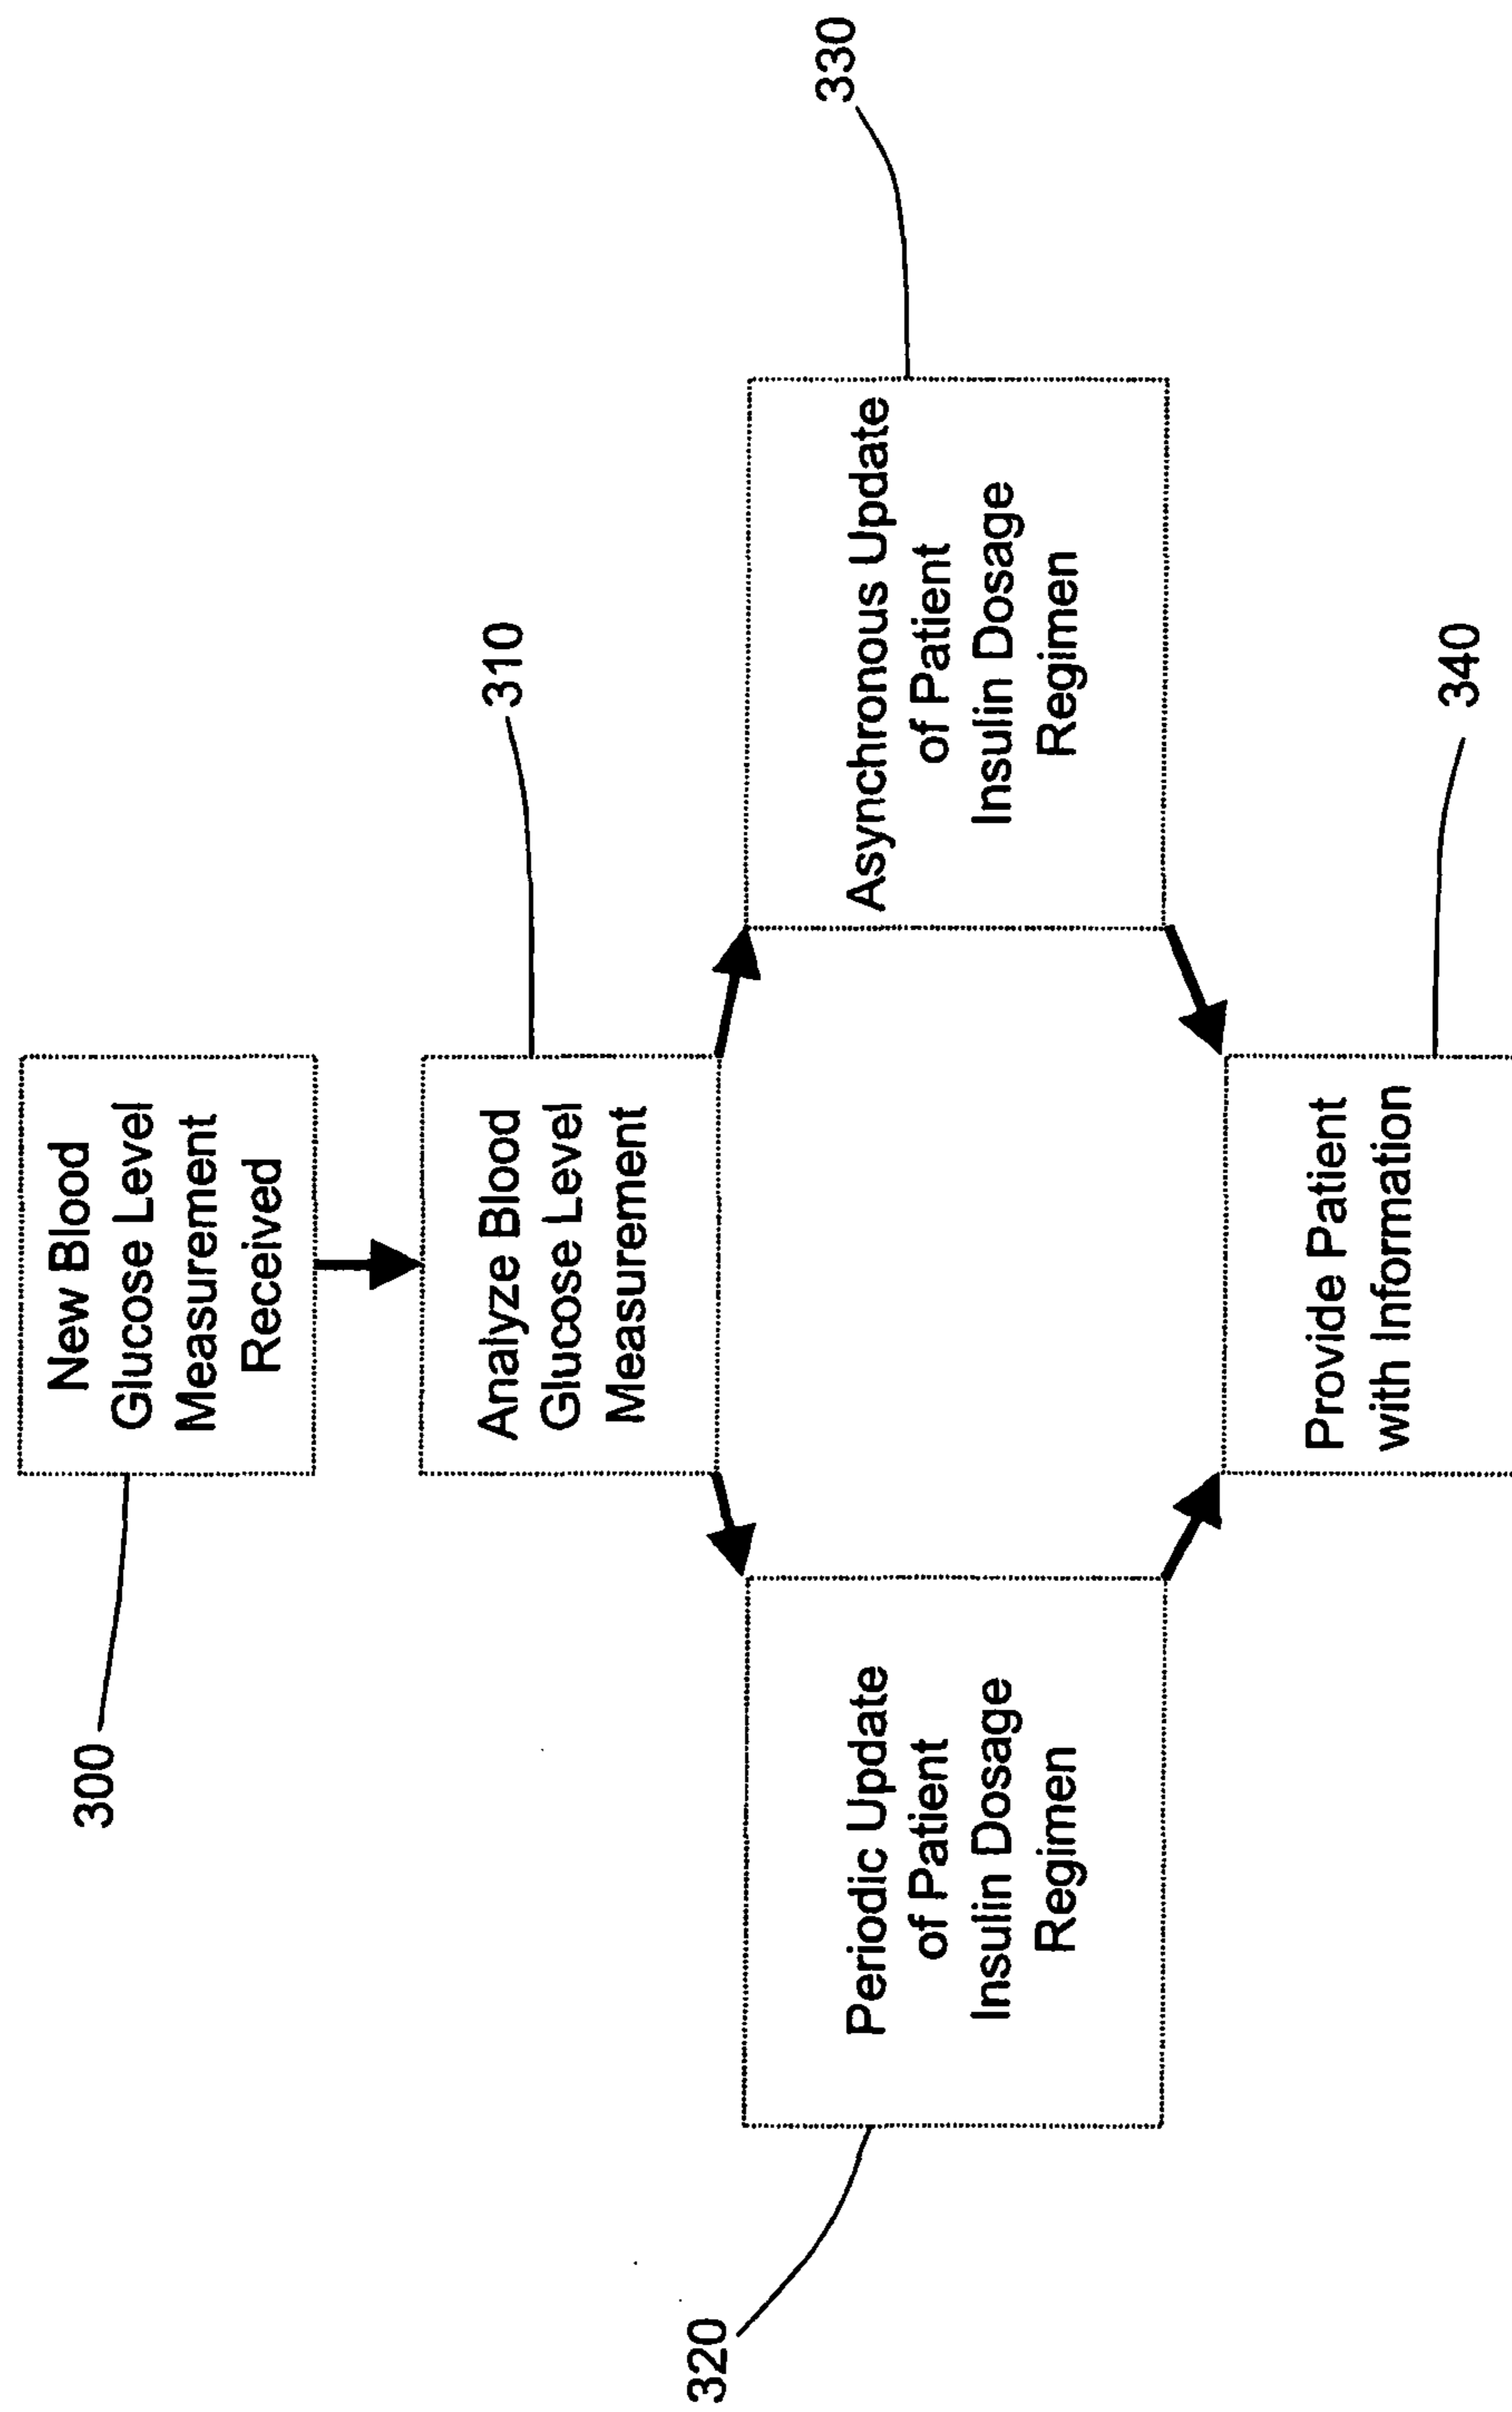 300
New Blood
Glucose Level
Measurement
Received
Analyze Blood
Glucose Level
Measurement
310
320
Periodic Update
of Patient
Insulin Dosage
Regimen
Asynchronous Update
of Patient
Insulin Dosage
Regimen
330
Provide Patient
with Information
340